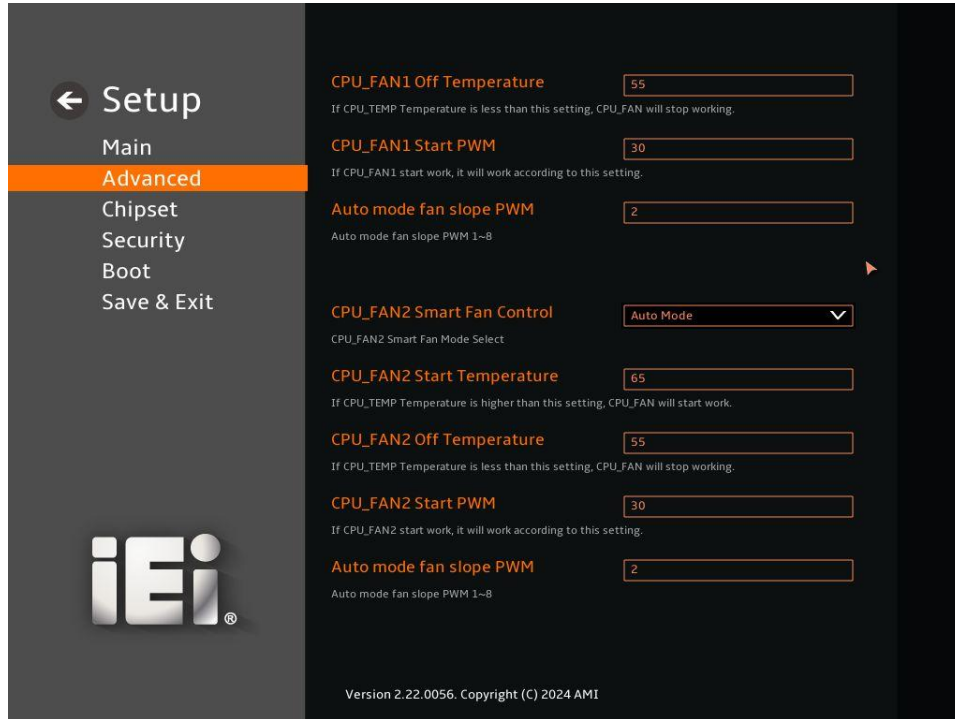 Setup
Main
Advanced
Chipset
Security
Boot
Save & Exit
iEi®
CPU_FAN1 Off Temperature 55
If CPU_TEMP Temperature is less than this setting, CPU_FAN will stop working.
CPU_FAN1 Start PWM 30
If CPU_FAN1 start work, it will work according to this setting.
Auto mode fan slope PWM 2
Auto mode fan slope PWM 1~8
CPU_FAN2 Smart Fan Control Auto Mode
CPU_FAN2 Smart Fan Mode Select
CPU_FAN2 Start Temperature 65
If CPU_TEMP Temperature is higher than this setting, CPU_FAN will start work.
CPU_FAN2 Off Temperature 55
If CPU_TEMP Temperature is less than this setting, CPU_FAN will stop working.
CPU_FAN2 Start PWM 30
If CPU_FAN2 start work, it will work according to this setting.
Auto mode fan slope PWM 2
Auto mode fan slope PWM 1~8
Version 2.22.0056. Copyright (C) 2024 AMI